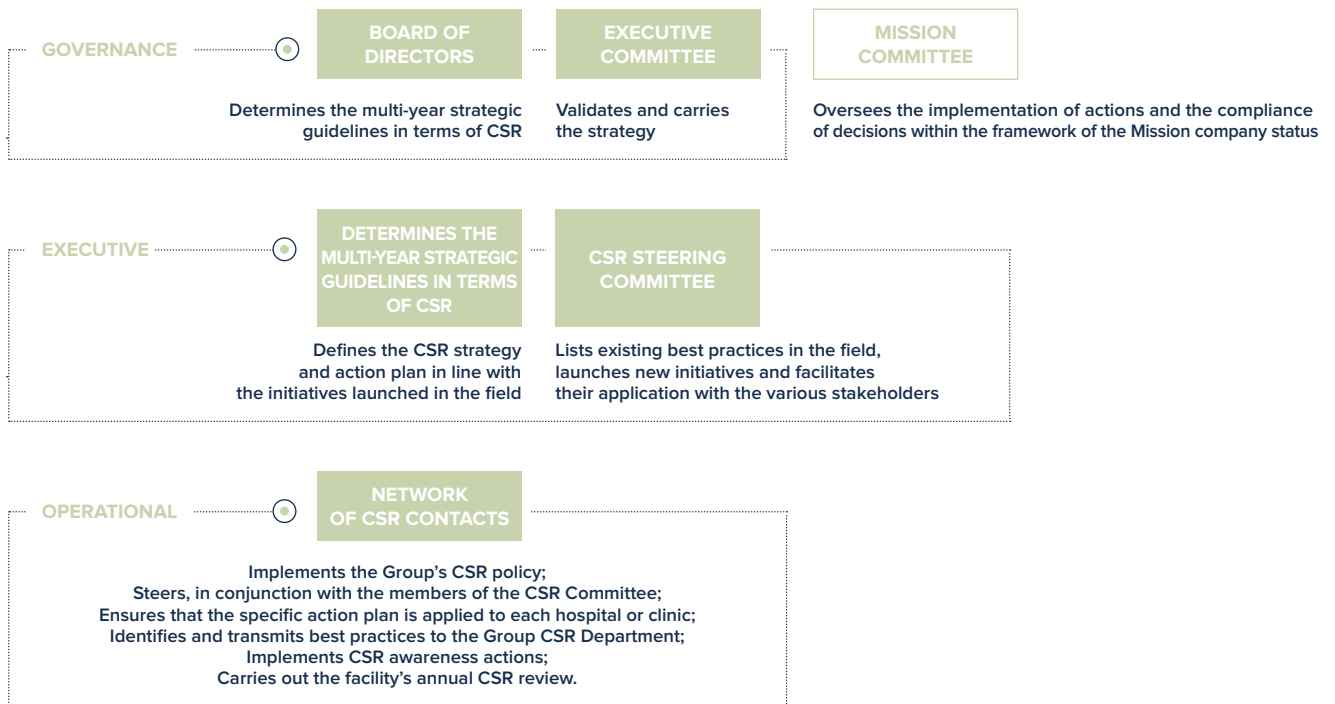 GOVERNANCE
BOARD OF
DIRECTORS
EXECUTIVE
COMMITTEE
MISSION
COMMITTEE
Determines the multi-year strategic
guidelines in terms of CSR
Validates and carries
the strategy
Oversees the implementation of actions and the compliance
of decisions within the framework of the Mission company status
EXECUTIVE
DETERMINES THE
MULTI-YEAR STRATEGIC
GUIDELINES IN TERMS
OF CSR
CSR STEERING
COMMITTEE
Defines the CSR strategy
and action plan in line with
the initiatives launched in the field
Lists existing best practices in the field,
launches new initiatives and facilitates
their application with the various stakeholders
OPERATIONAL
NETWORK
OF CSR CONTACTS
Implements the Group’s CSR policy;
Steers, in conjunction with the members of the CSR Committee;
Ensures that the specific action plan is applied to each hospital or clinic;
Identifies and transmits best practices to the Group CSR Department;
Implements CSR awareness actions;
Carries out the facility’s annual CSR review.